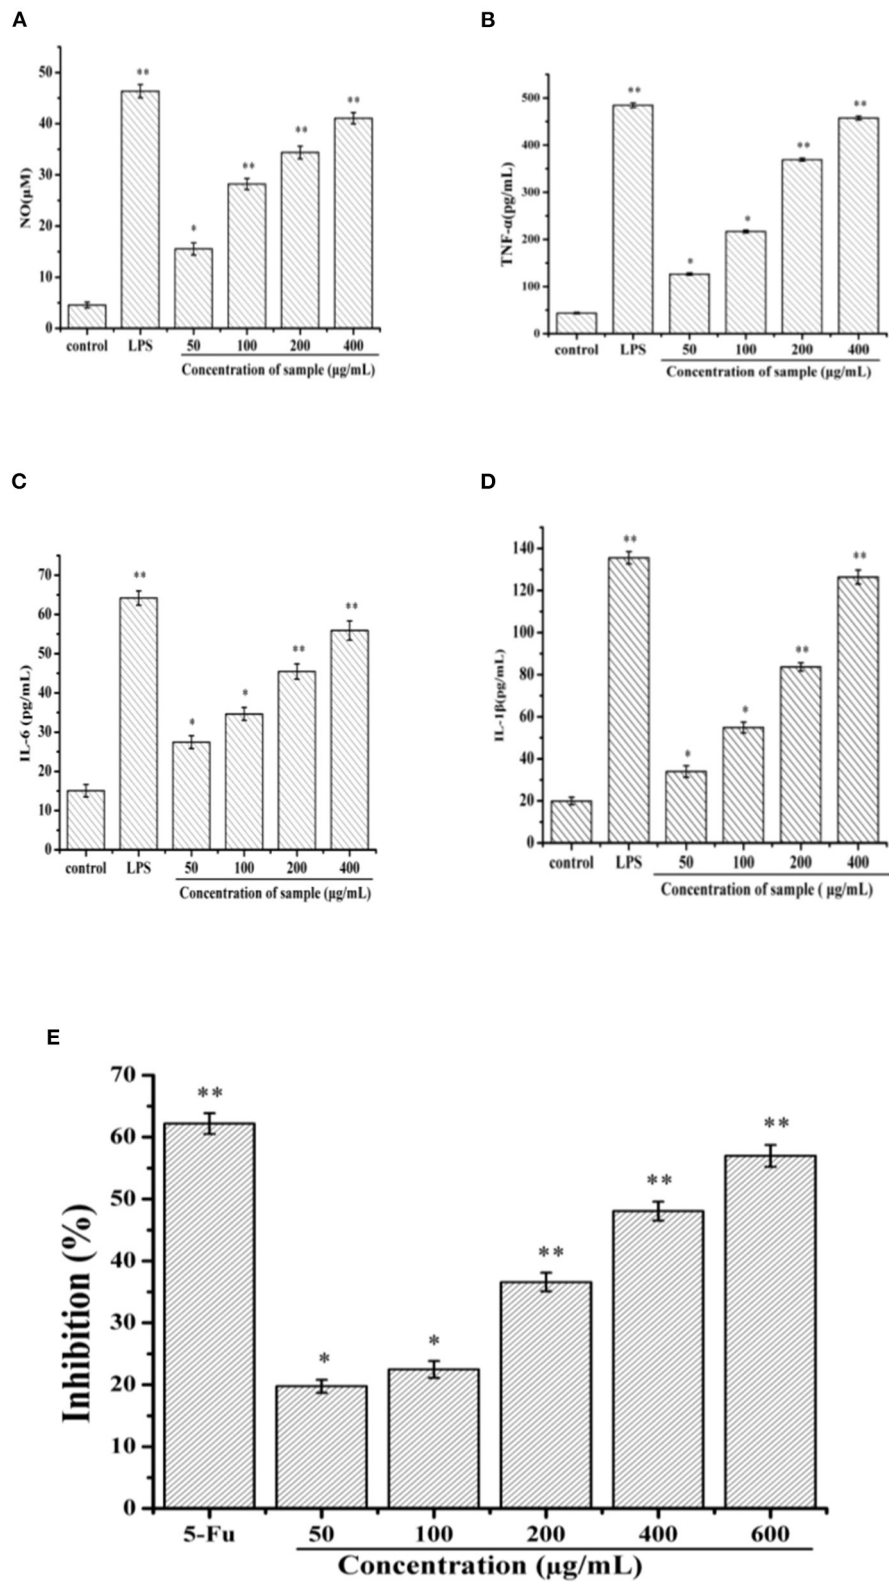 A
NO(μM)
50
40
30
20
10
0
** * ** ** **
control LPS 50 100 200 400
Concentration of sample (μg/mL)
B
TNF-α(pg/mL)
500
400
300
200
100
0
** * * ** **
control LPS 50 100 200 400
Concentration of sample (μg/mL)
C
IL-6 (pg/mL)
70
60
50
40
30
20
10
0
** * * ** **
control LPS 50 100 200 400
Concentration of sample (μg/mL)
D
IL-1β(pg/mL)
140
120
100
80
60
40
20
0
** * * ** **
control LPS 50 100 200 400
Concentration of sample ( μg/mL)
E
Inhibition (%)
70
60
50
40
30
20
10
0
** * * ** ** **
5-Fu 50 100 200 400 600
Concentration (μg/mL)